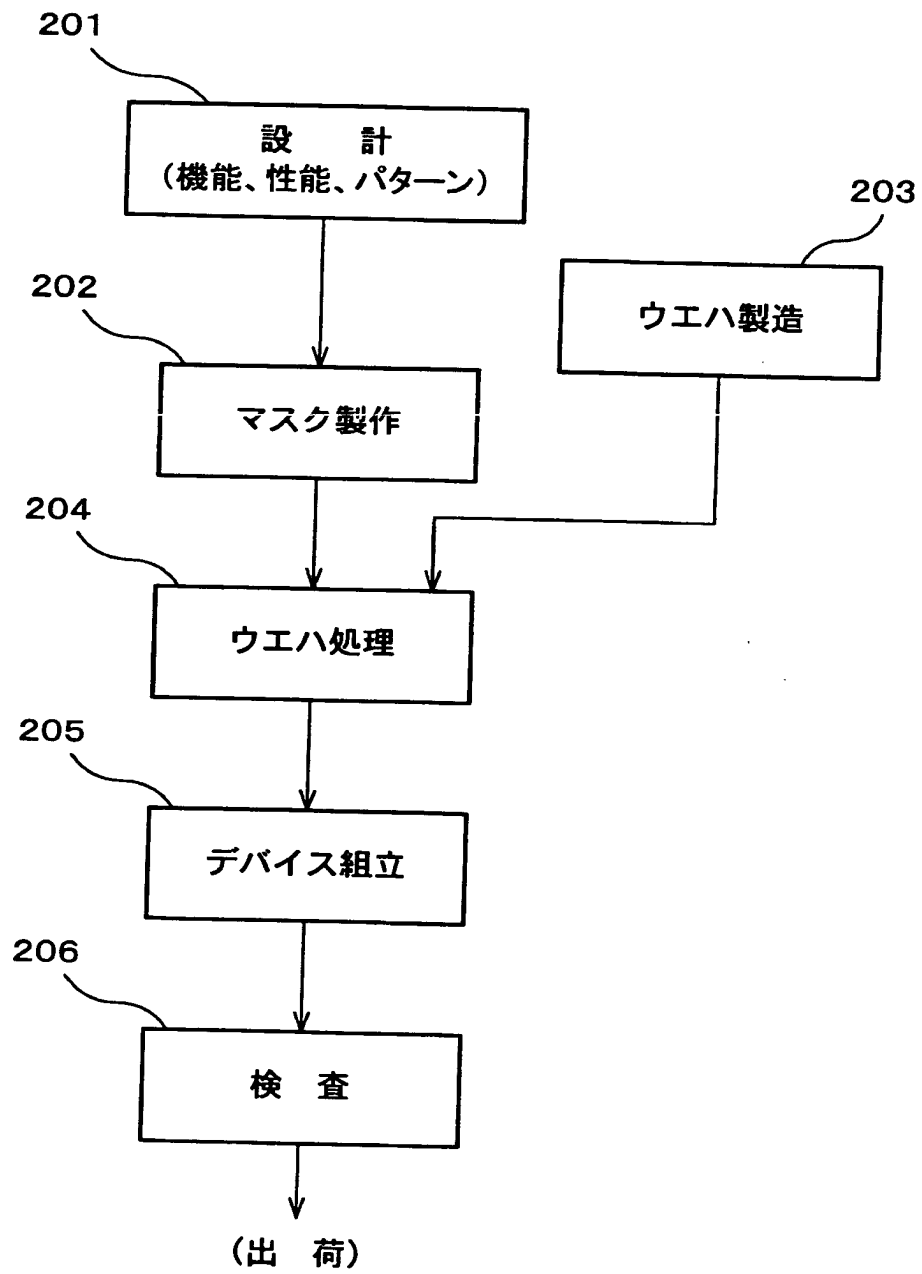 201
設 計
(機能、性能、パターン)
203
ウエハ製造
202
マスク製作
204
ウエハ処理
205
デバイス組立
206
検 査
(出 荷)